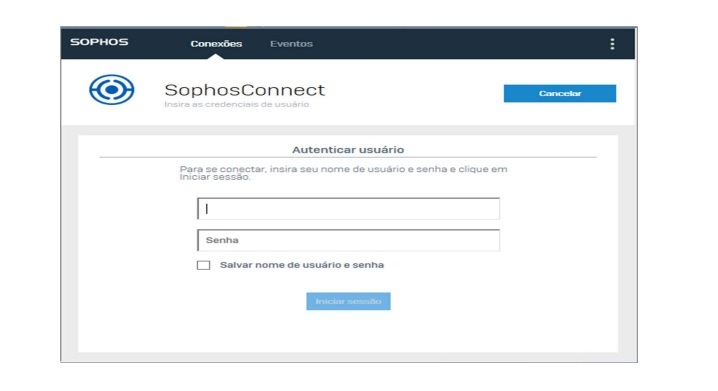 SOPHOS
Conexões
Eventos
SophosConnect
Insira as credenciais de usuário
Cancelar
Autenticar usuário
Para se conectar, insira seu nome de usuário e senha e clique em
Iniciar sessão.
Senha
Salvar nome de usuário e senha
Iniciar sessão